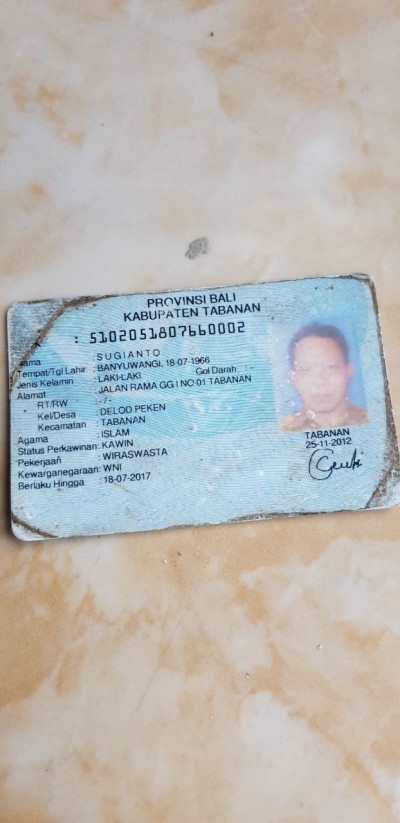 PROVINSI BALI
KABUPATEN TABANAN
: 5102051807660002
ama : SUGIANTO
Tempat/Tgl Lahir : BANYUWANGI, 18-07-1966
Jenis Kelamin : LAKI-LAKI Gol Darah : -
Alamat : JALAN RAMA GG I NO 01 TABANAN
RT/RW : - / -
Kel/Desa : DELOD PEKEN
Kecamatan : TABANAN
Agama : ISLAM
Status Perkawinan : KAWIN
Pekerjaan : WIRASWASTA
Kewarganegaraan : WNI
Berlaku Hingga : 18-07-2017
TABANAN
25-11-2012